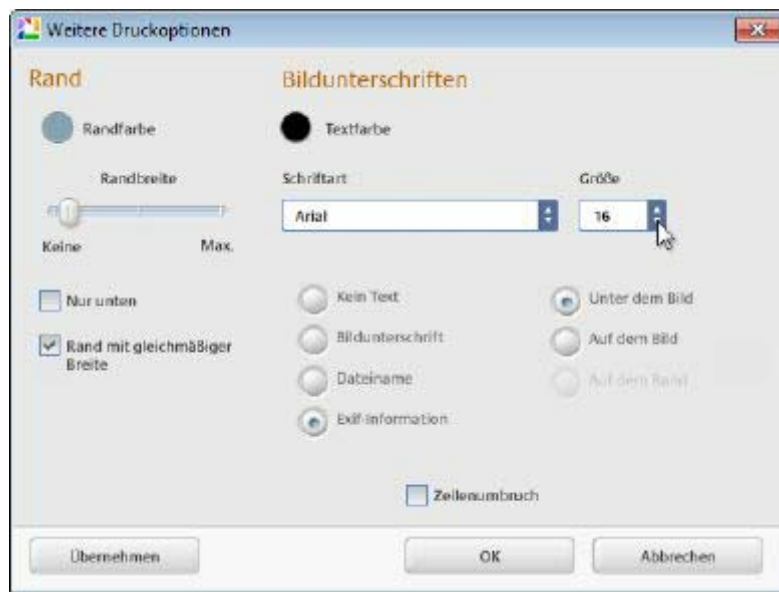 Weitere Druckoptionen
Rand
Bildunterschriften
Randfarbe
Textfarbe
Randbreite
Schriftart
Größe
Arial
16
Keine
Max.
Nur unten
Rand mit gleichmäßiger
Breite
Kein Text
Bildunterschrift
Dateiname
Exif-Information
Unter dem Bild
Auf dem Bild
Auf dem Rand
Zeilenumbruch
Übernehmen
OK
Abbrechen